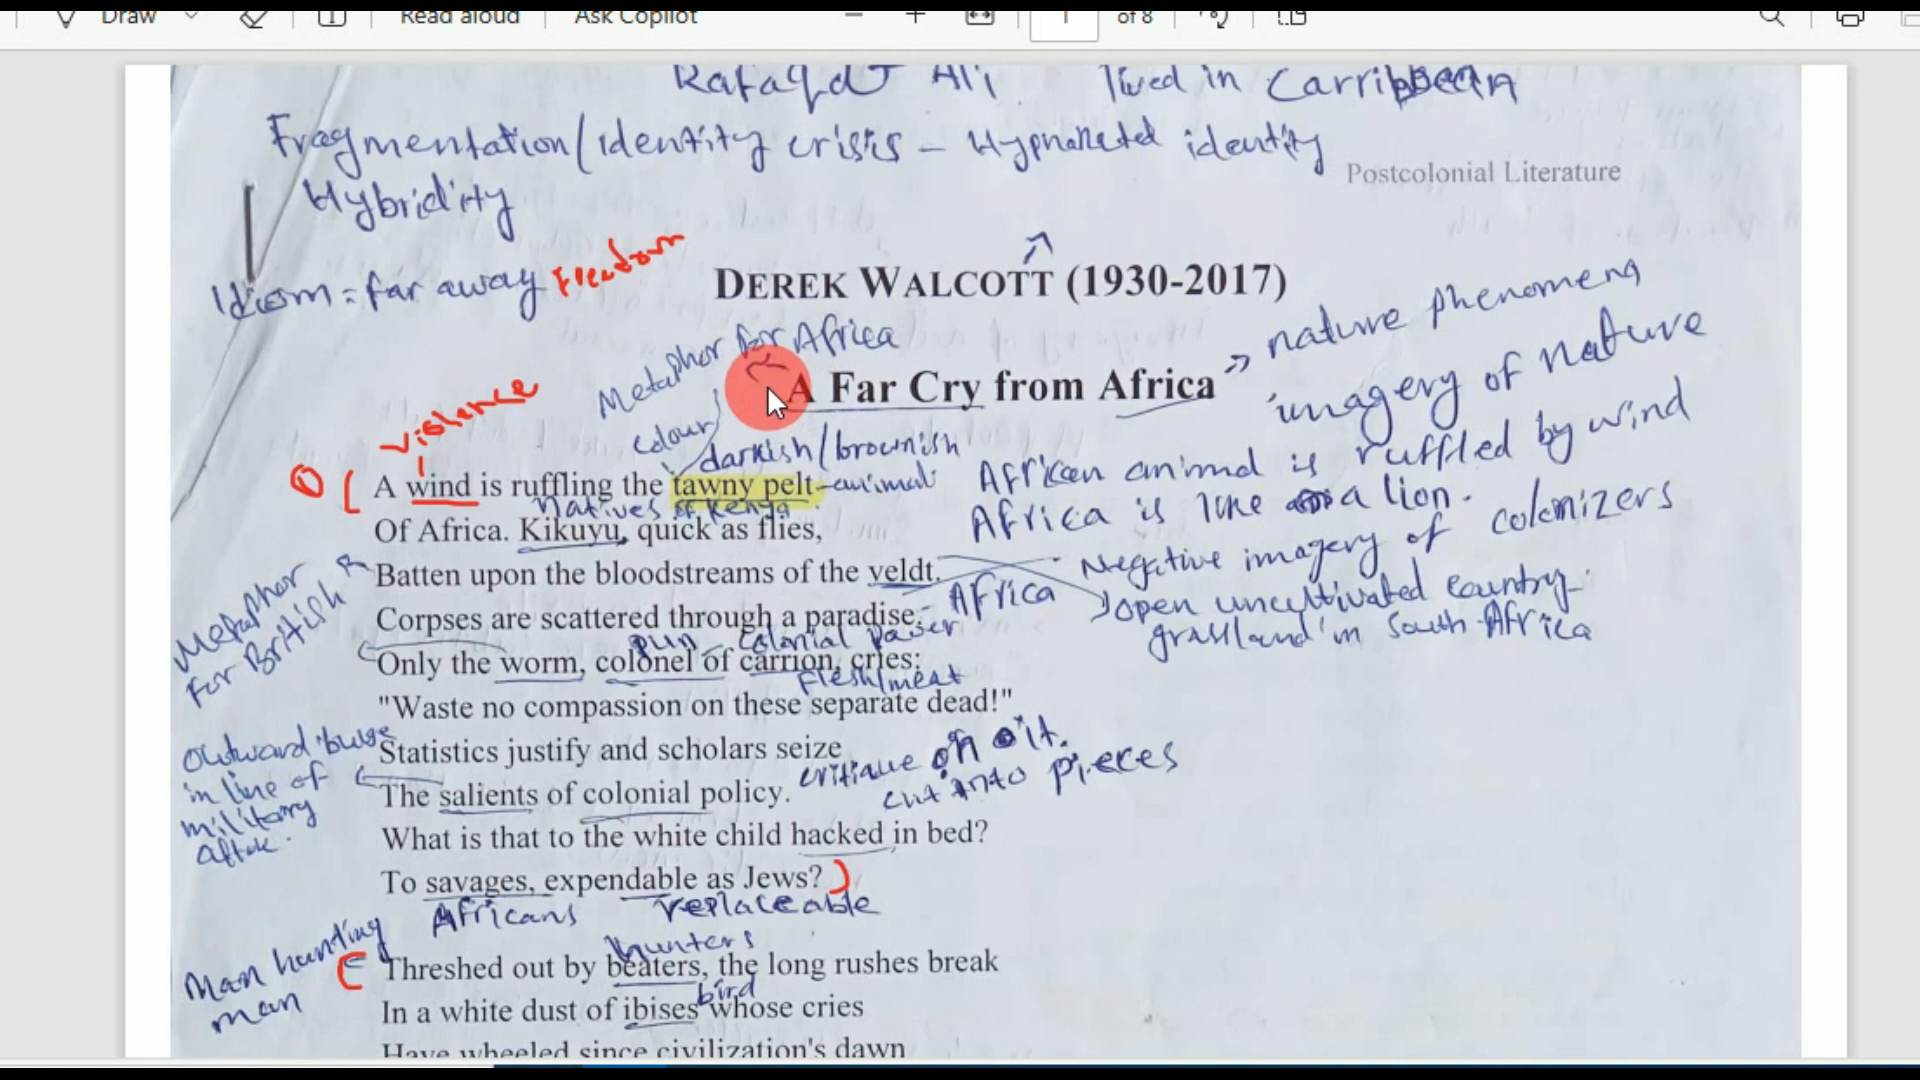 Draw
Read aloud
Ask Copilot
1
of 8
Ali lived in Carribbean
Fragmentation/identity crisis - Hyphanated identity
Postcolonial Literature
Hybridity
Idiom = far away Freedom
DEREK WALCOTT (1930-2017)
nature phenomena
Metaphor for Africa
A Far Cry from Africa
imagery of nature
Violence
colour
darkish/brownish
African animal is ruffled by wind
① A wind is ruffling the tawny pelt - animal
natives of Kenya
Africa is like a lion.
Of Africa. Kikuyu, quick as flies,
Negative imagery of colonizers
Batten upon the bloodstreams of the veldt.
Africa
open uncultivated country
grassland in South Africa
Corpses are scattered through a paradise.
Metaphor for British
pun - colonial power
Only the worm, colonel of carrion, cries:
Flesh/meat
"Waste no compassion on these separate dead!"
Outward bulge in line of military attak.
Statistics justify and scholars seize
critique on it.
The salients of colonial policy.
cut into pieces
What is that to the white child hacked in bed?
To savages, expendable as Jews?
Africans replaceable
Man hunting man
hunters
Threshed out by beaters, the long rushes break
bird
In a white dust of ibises whose cries
Have wheeled since civilization's dawn